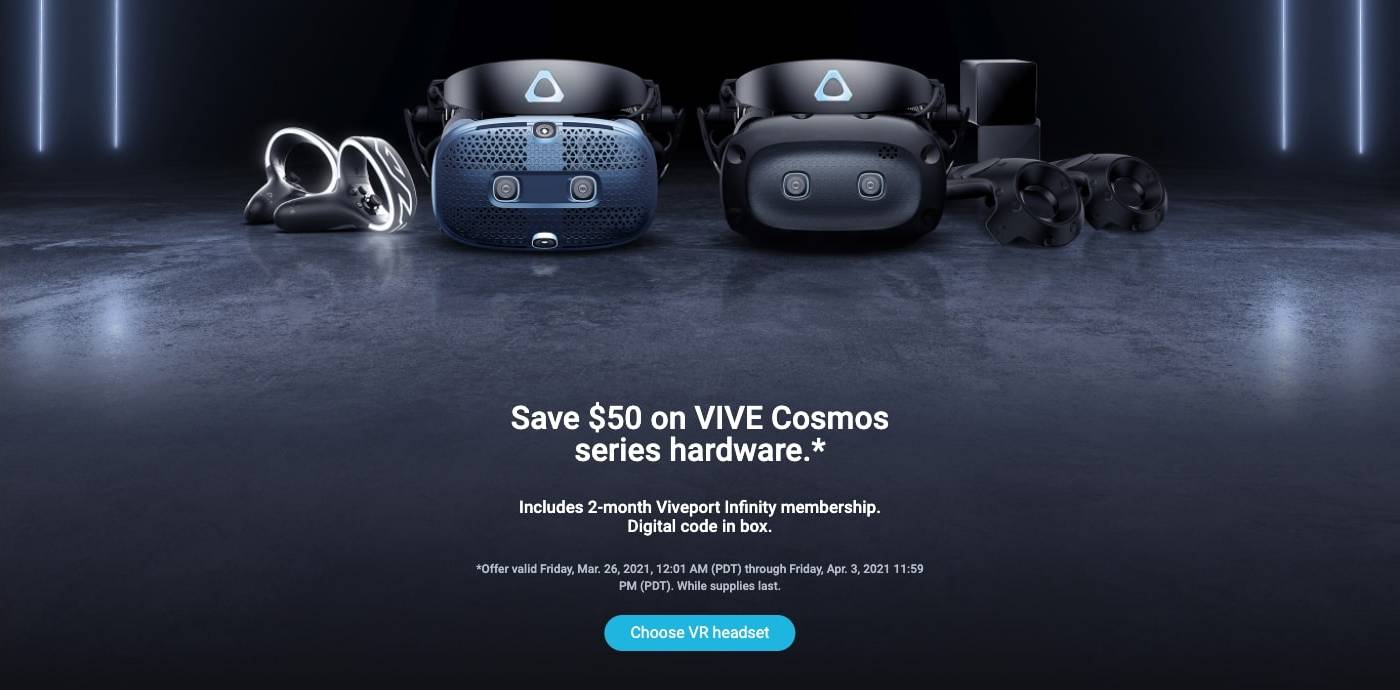 Save $50 on VIVE Cosmos
series hardware.*
Includes 2-month Viveport Infinity membership.
Digital code in box.
*Offer valid Friday, Mar. 26, 2021, 12:01 AM (PDT) through Friday, Apr. 3, 2021 11:59
PM (PDT). While supplies last.
Choose VR headset